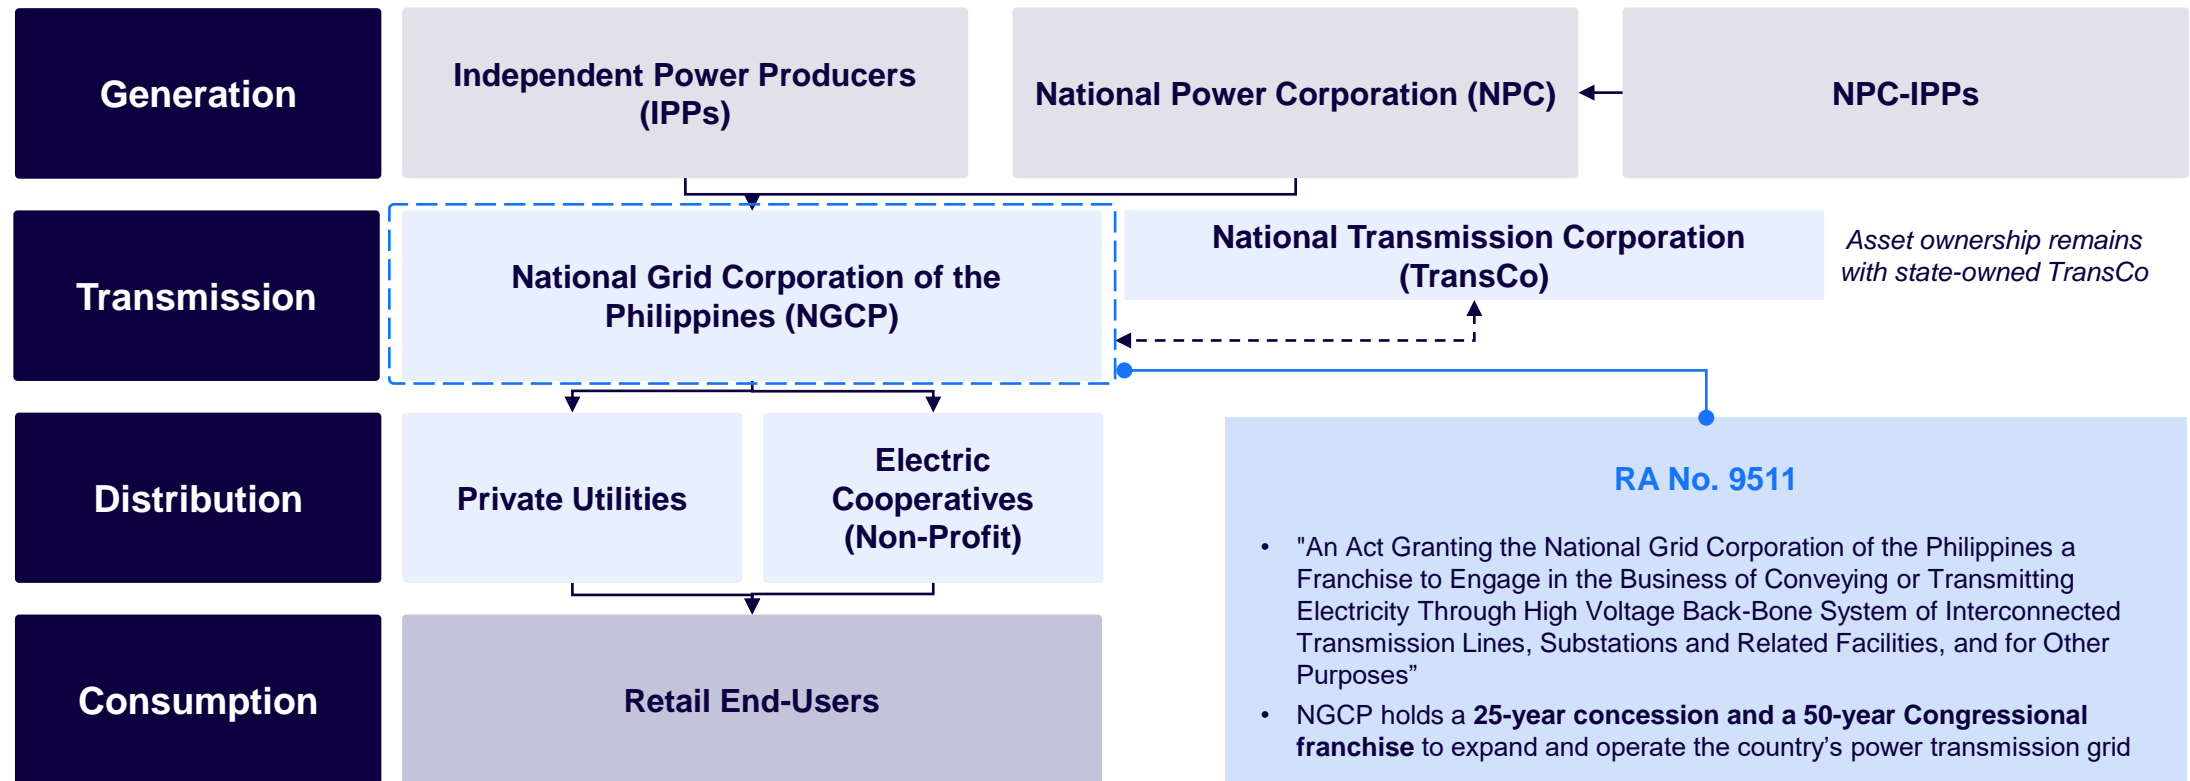 Generation
Independent Power Producers
(IPPs)
National Power Corporation (NPC)
NPC-IPPs
Transmission
National Grid Corporation of the
Philippines (NGCP)
National Transmission Corporation
(TransCo)
Asset ownership remains
with state-owned TransCo
Distribution
Private Utilities
Electric
Cooperatives
(Non-Profit)
Consumption
Retail End-Users
RA No. 9511
• "An Act Granting the National Grid Corporation of the Philippines a
Franchise to Engage in the Business of Conveying or Transmitting
Electricity Through High Voltage Back-Bone System of Interconnected
Transmission Lines, Substations and Related Facilities, and for Other
Purposes”
• NGCP holds a 25-year concession and a 50-year Congressional
franchise to expand and operate the country’s power transmission grid